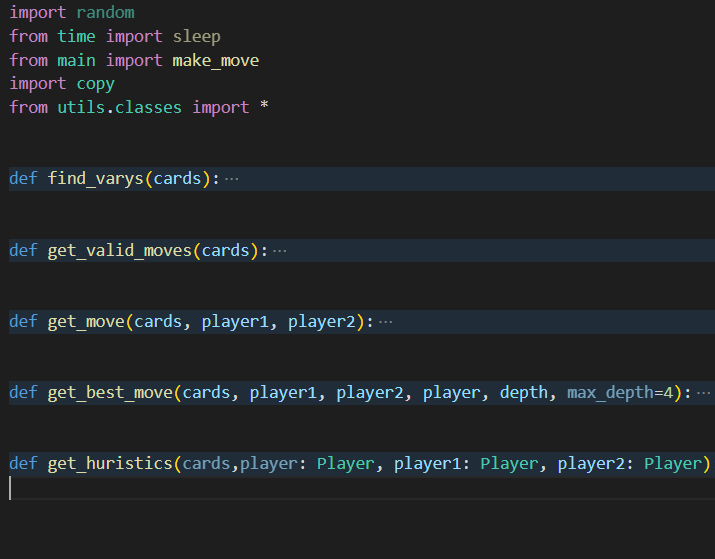 import random
from time import sleep
from main import make_move
import copy
from utils.classes import *
def find_varys(cards):···
def get_valid_moves(cards):···
def get_move(cards, player1, player2):···
def get_best_move(cards, player1, player2, player, depth, max_depth=4):···
def get_huristics(cards,player: Player, player1: Player, player2: Player)